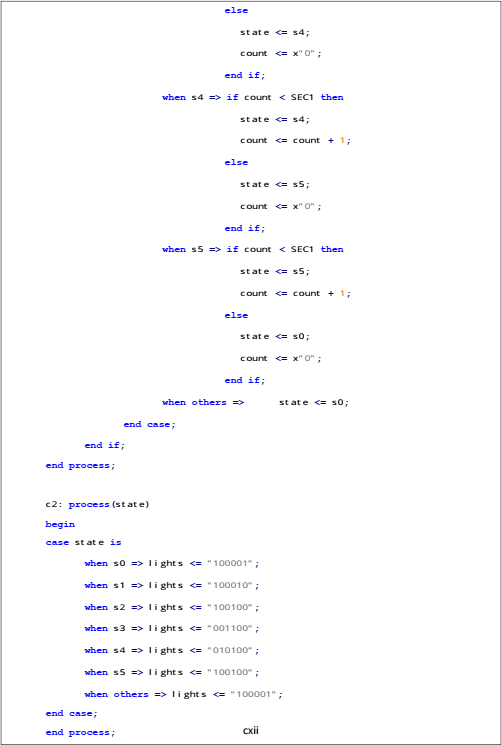 else
state <= s4;
count <= x"0";
end if;
when s4 => if count < SEC1 then
state <= s4;
count <= count + 1;
else
state <= s5;
count <= x"0";
end if;
when s5 => if count < SEC1 then
state <= s5;
count <= count + 1;
else
state <= s0;
count <= x"0";
end if;
when others => state <= s0;
end case;
end if;
end process;
c2: process(state)
begin
case state is
when s0 => lights <= "100001";
when s1 => lights <= "100010";
when s2 => lights <= "100100";
when s3 => lights <= "001100";
when s4 => lights <= "010100";
when s5 => lights <= "100100";
when others => lights <= "100001";
end case;
end process;
cxii